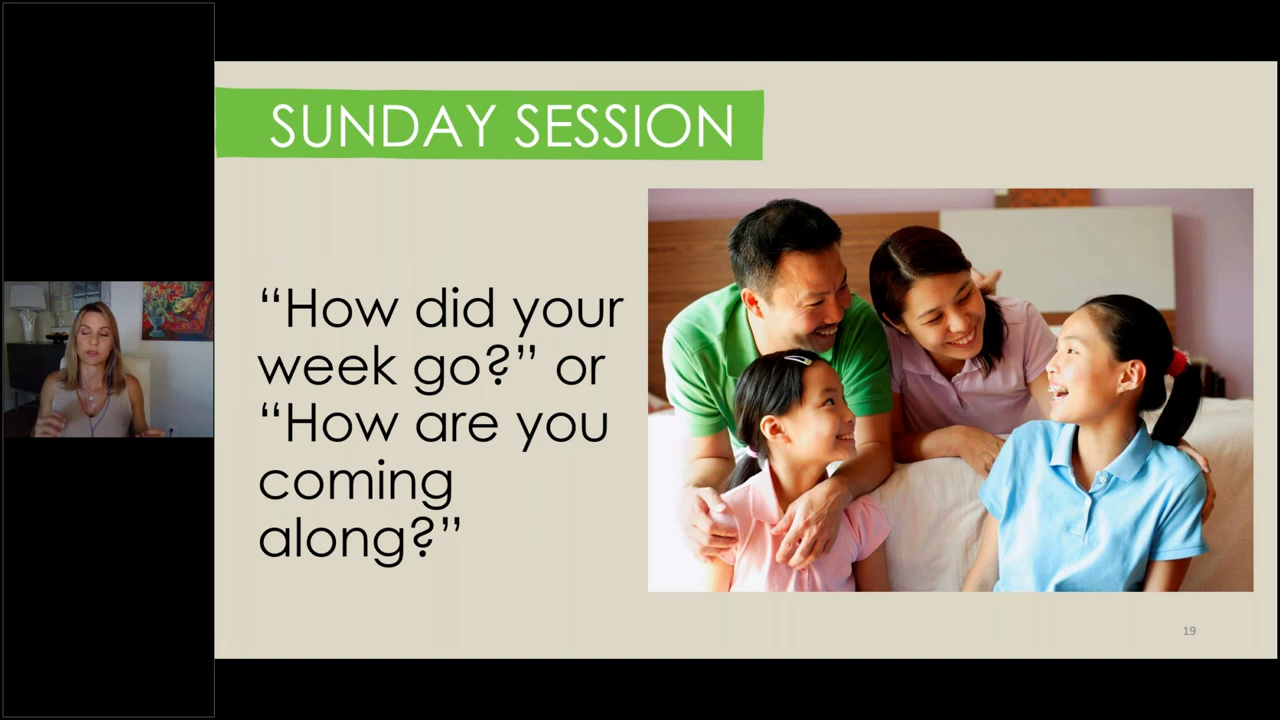 SUNDAY SESSION
“How did your
week go?” or
“How are you
coming
along?”
19